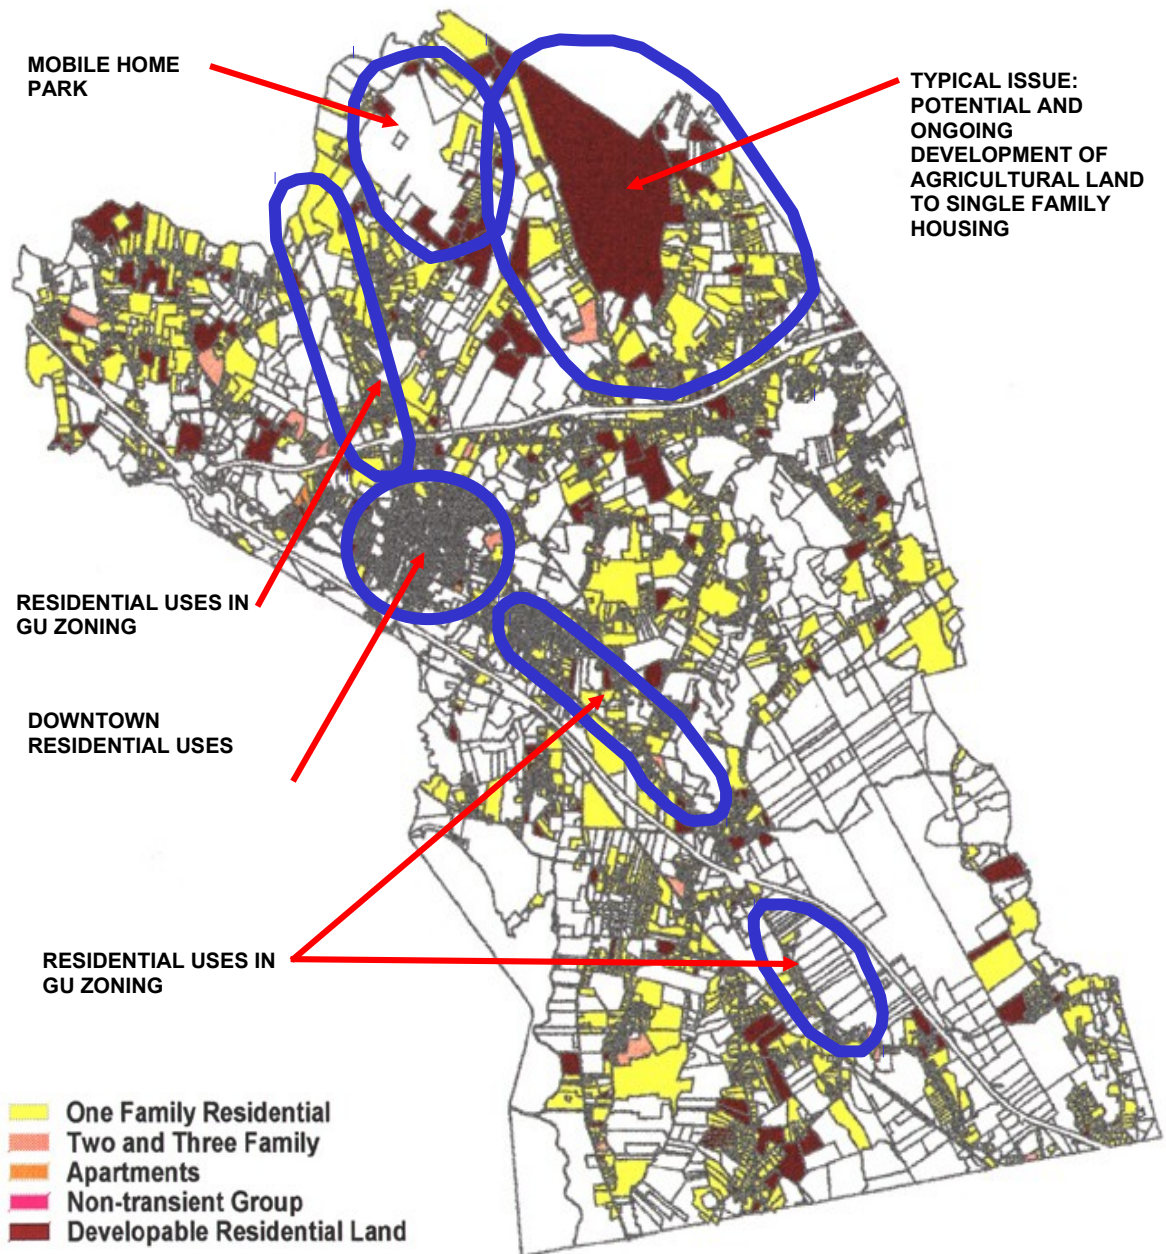 MOBILE HOME
PARK
TYPICAL ISSUE:
POTENTIAL AND
ONGOING
DEVELOPMENT OF
AGRICULTURAL LAND
TO SINGLE FAMILY
HOUSING
RESIDENTIAL USES IN
GU ZONING
DOWNTOWN
RESIDENTIAL USES
RESIDENTIAL USES IN
GU ZONING
One Family Residential
Two and Three Family
Apartments
Non-transient Group
Developable Residential Land